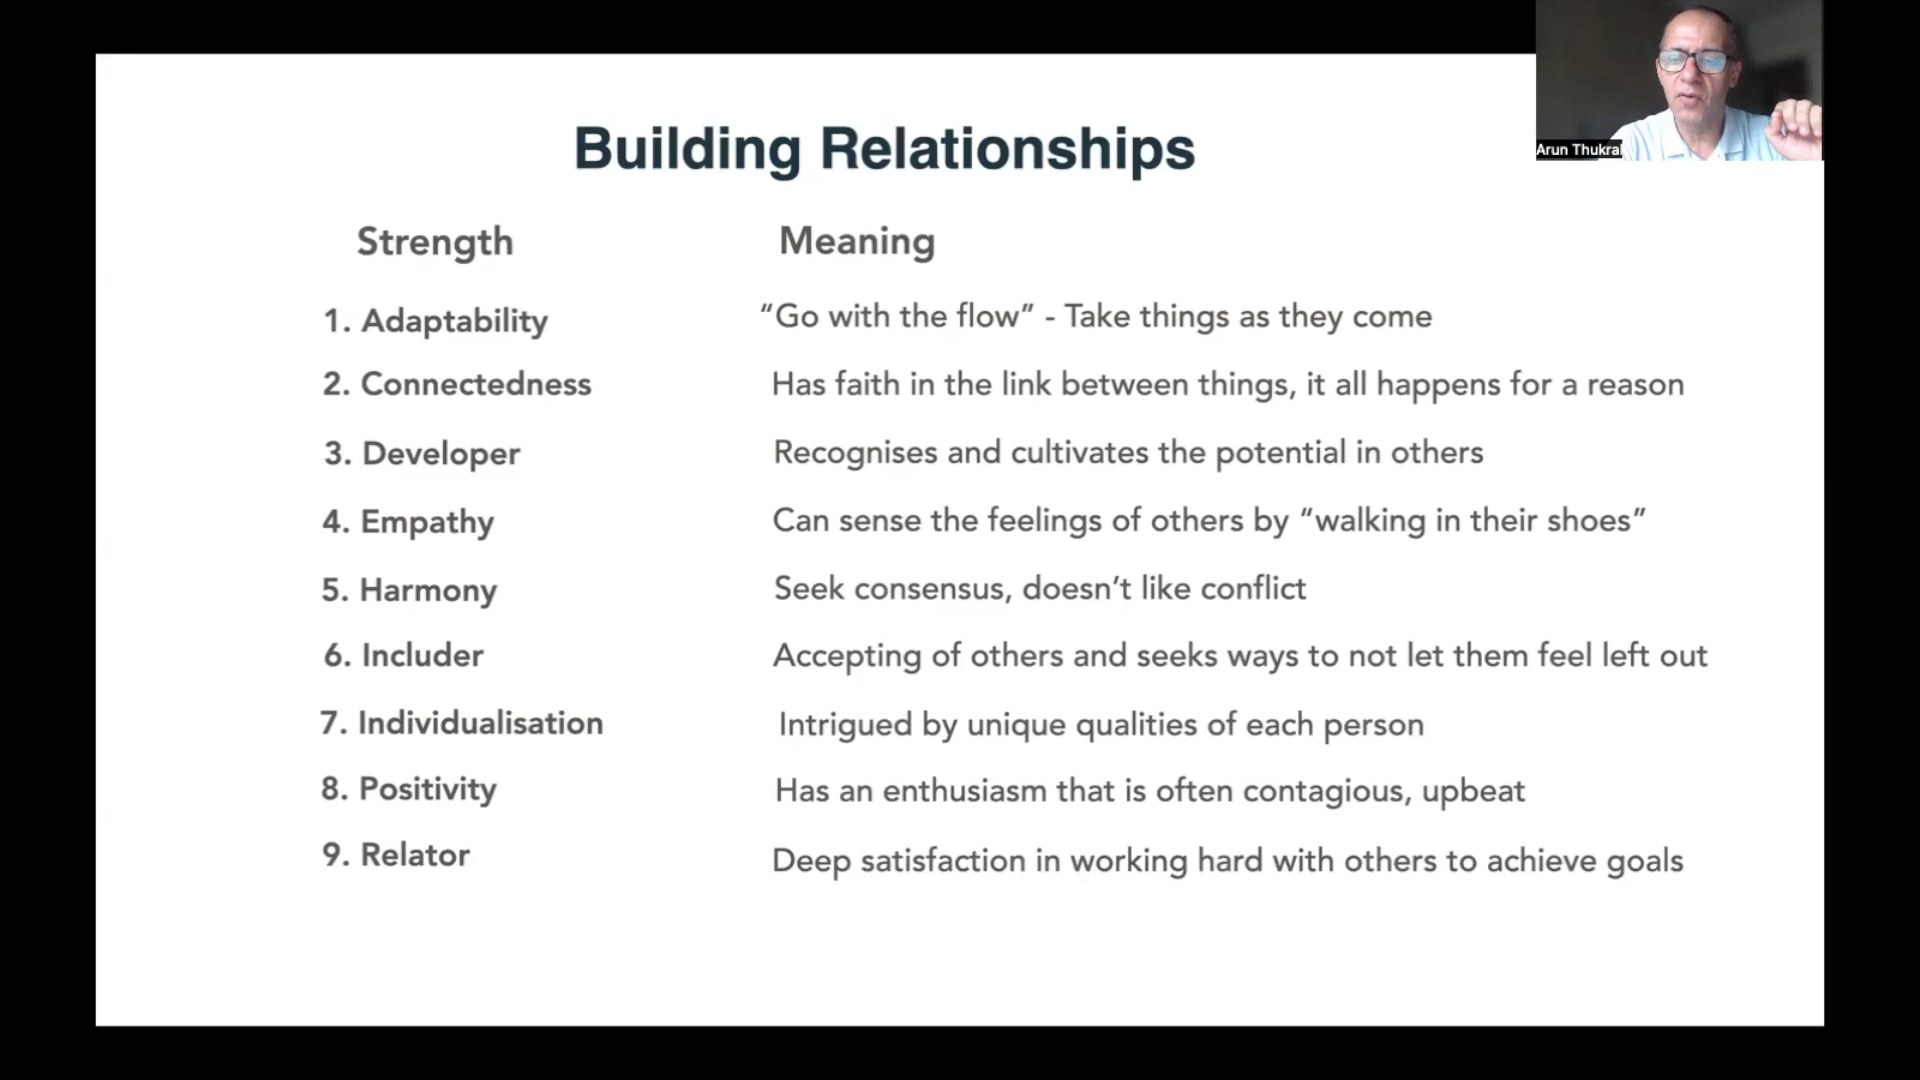 Building Relationships
Arun Thukral
Strength Meaning
1. Adaptability “Go with the flow” - Take things as they come
2. Connectedness Has faith in the link between things, it all happens for a reason
3. Developer Recognises and cultivates the potential in others
4. Empathy Can sense the feelings of others by “walking in their shoes”
5. Harmony Seek consensus, doesn’t like conflict
6. Includer Accepting of others and seeks ways to not let them feel left out
7. Individualisation Intrigued by unique qualities of each person
8. Positivity Has an enthusiasm that is often contagious, upbeat
9. Relator Deep satisfaction in working hard with others to achieve goals